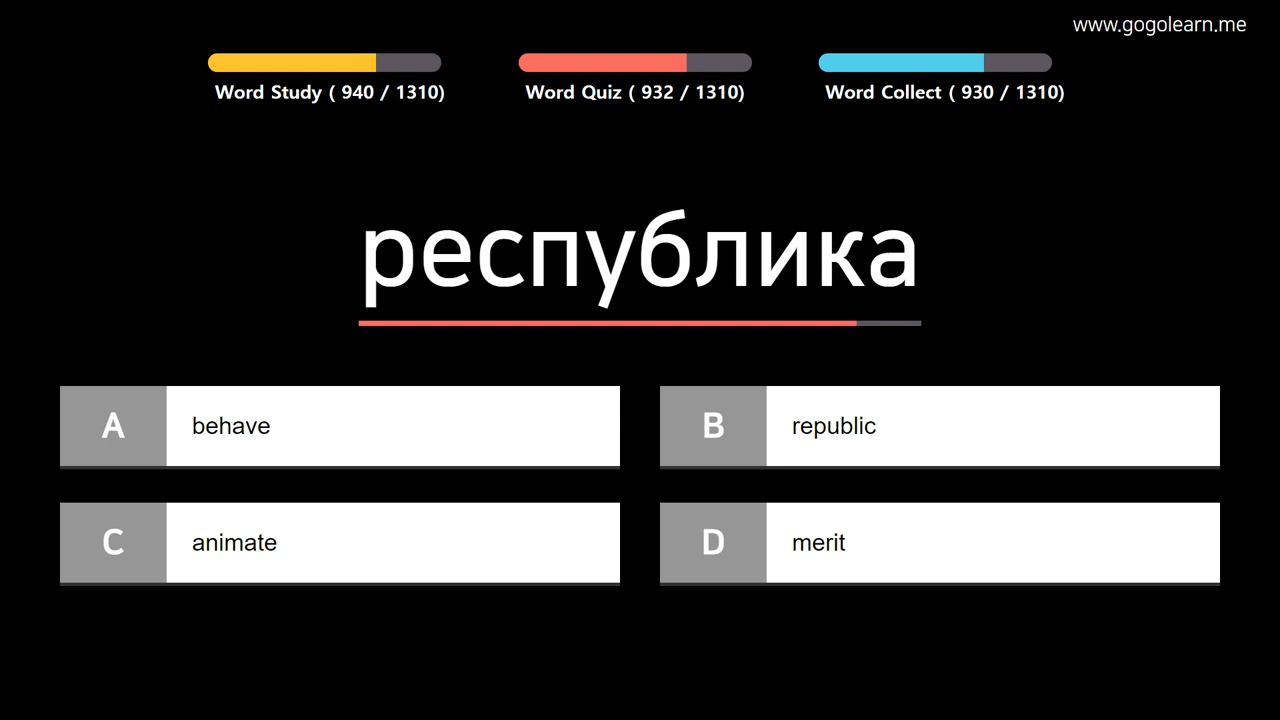 www.gogolearn.me
Word Study ( 940 / 1310)
Word Quiz ( 932 / 1310)
Word Collect ( 930 / 1310)
республика
A behave
B republic
C animate
D merit